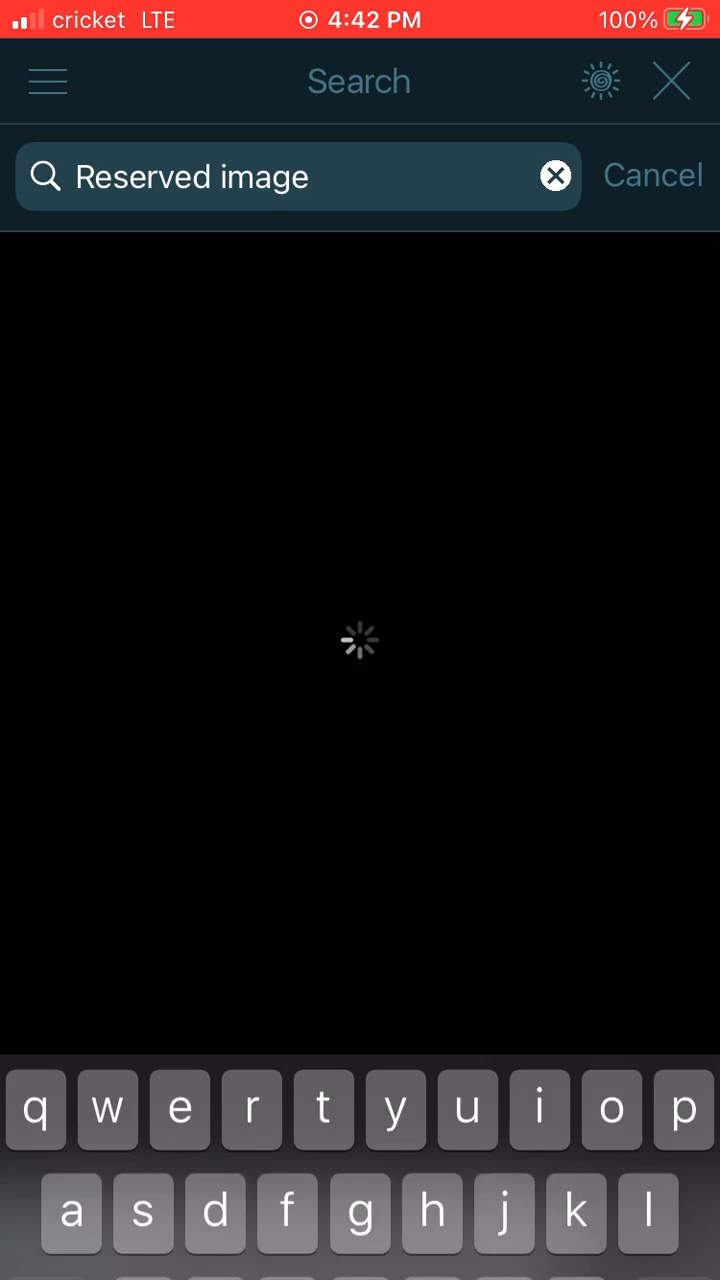 cricket LTE 4:42 PM 100%
Search
Reserved image Cancel
q w e r t y u i o p
a s d f g h j k l